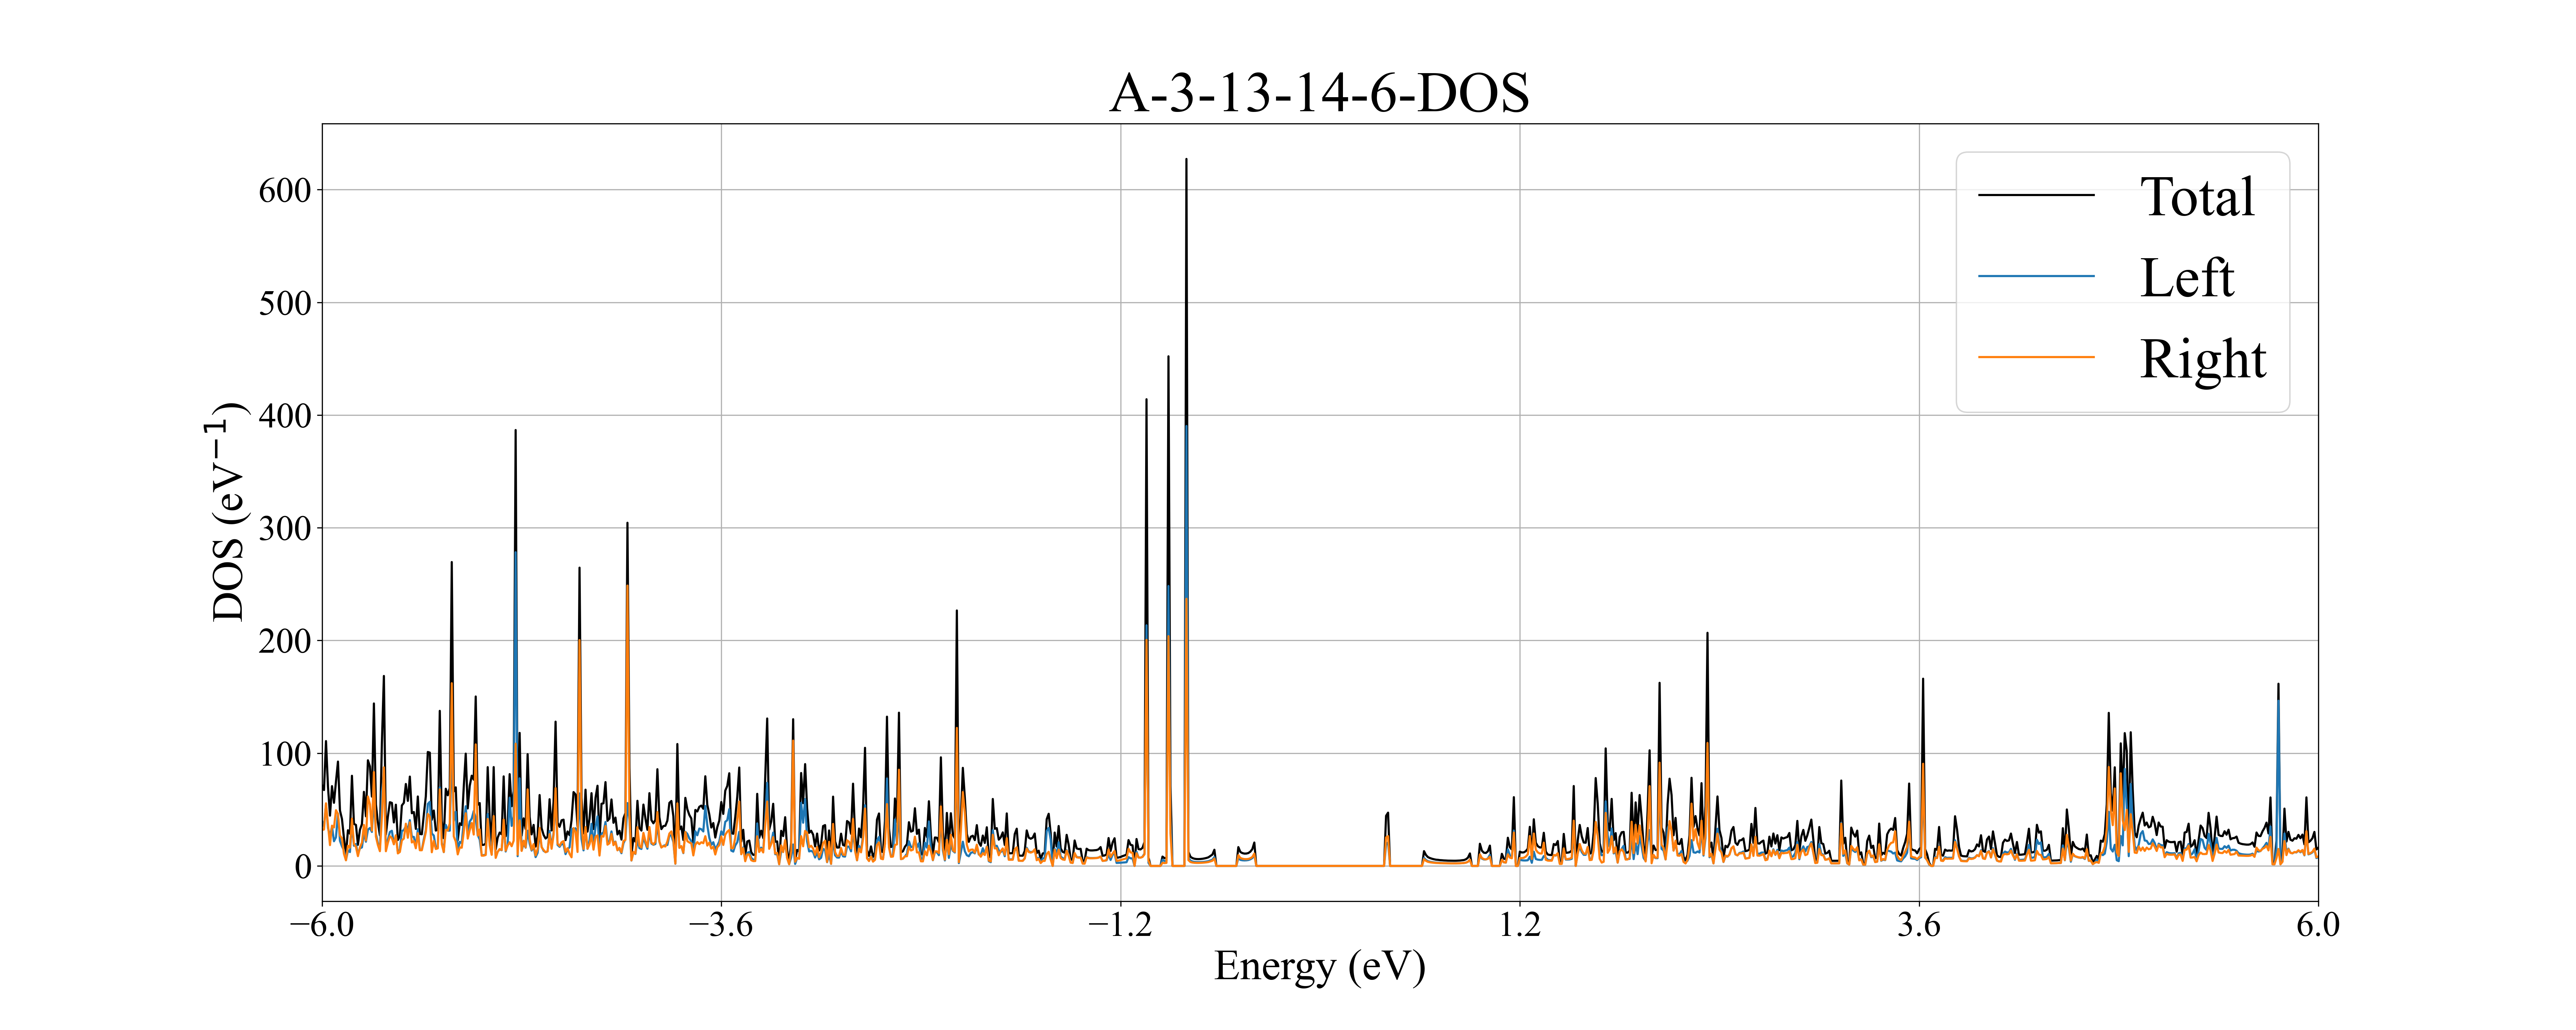 A-3-13-14-6-DOS
600
500
400
300
200
100
0
DOS (eV⁻¹)
−6.0
−3.6
−1.2
1.2
3.6
6.0
Energy (eV)
Total
Left
Right